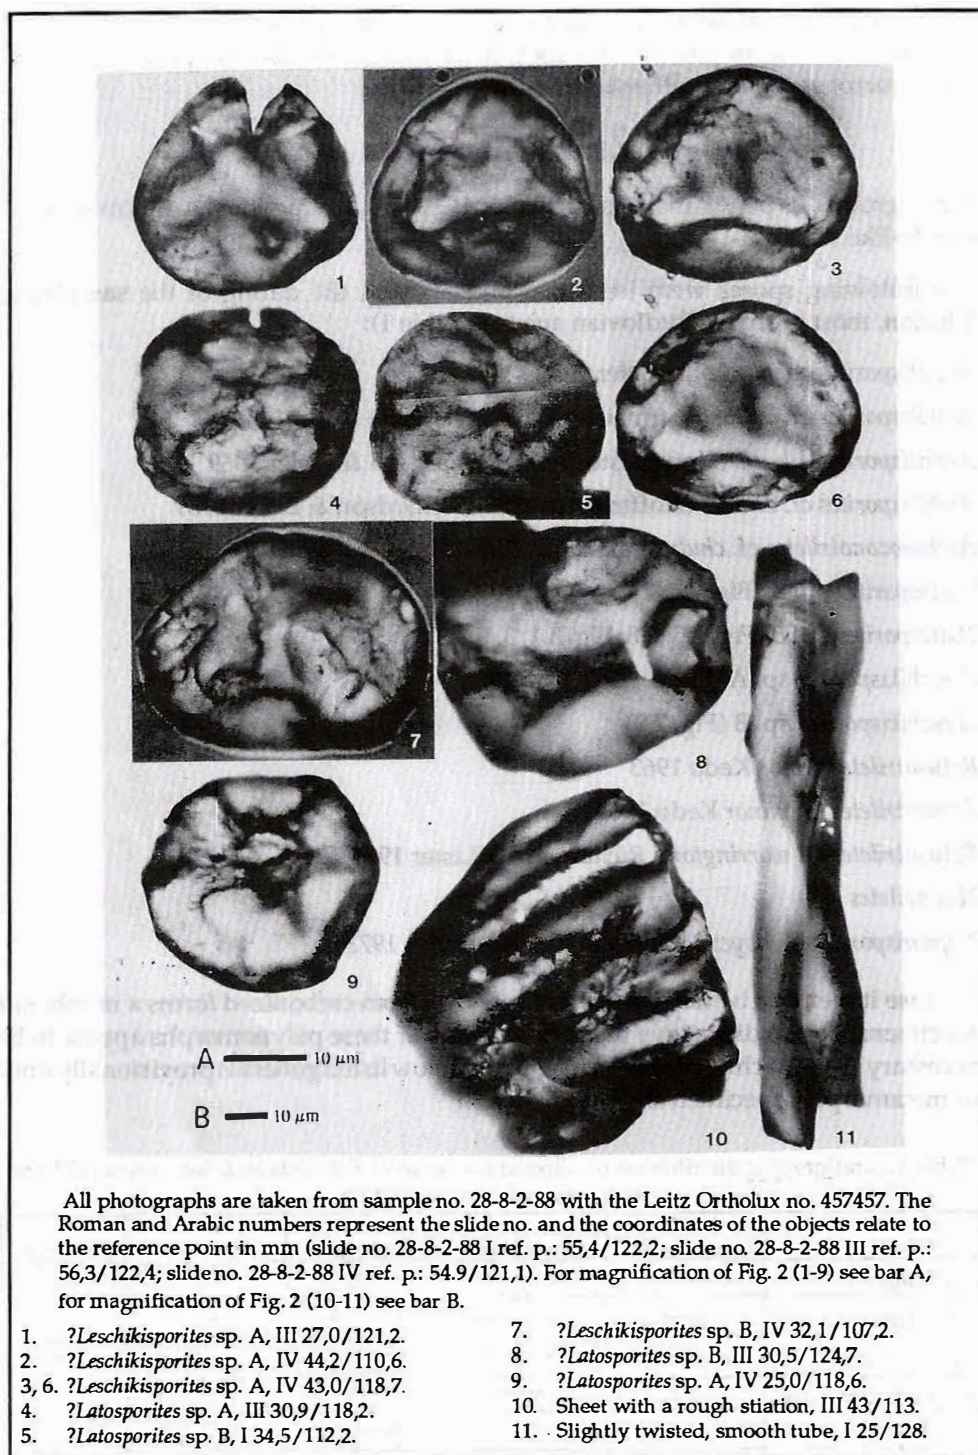 1
2
3
4
5
6
7
8
9
A 10 μm
B 10 μm
10
11
All photographs are taken from sample no. 28-8-2-88 with the Leitz Ortholux no. 457457. The
Roman and Arabic numbers represent the slide no. and the coordinates of the objects relate to
the reference point in mm (slide no. 28-8-2-88 I ref. p.: 55,4/122,2; slide no. 28-8-2-88 III ref. p.:
56,3/122,4; slide no. 28-8-2-88 IV ref. p.: 54.9/121,1). For magnification of Fig. 2 (1-9) see bar A,
for magnification of Fig. 2 (10-11) see bar B.
1. ?Leschikisporites sp. A, III 27,0/121,2.
2. ?Leschikisporites sp. A, IV 44,2/110,6.
3, 6. ?Leschikisporites sp. A, IV 43,0/118,7.
4. ?Latosporites sp. A, III 30,9/118,2.
5. ?Latosporites sp. B, I 34,5/112,2.
7. ?Leschikisporites sp. B, IV 32,1/107,2.
8. ?Latosporites sp. B, III 30,5/124,7.
9. ?Latosporites sp. A, IV 25,0/118,6.
10. Sheet with a rough stiation, III 43/113.
11. Slightly twisted, smooth tube, I 25/128.